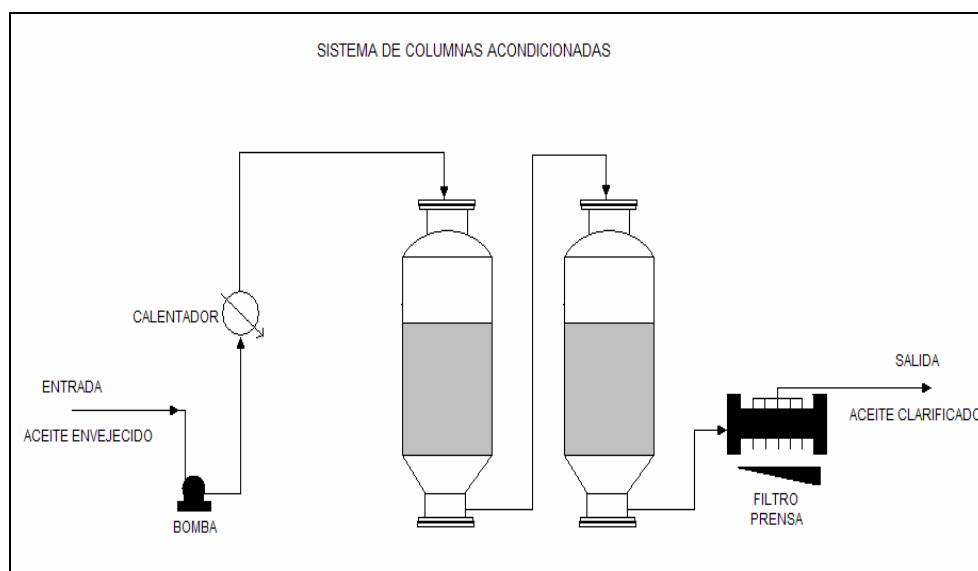 SISTEMA DE COLUMNAS ACONDICIONADAS
CALENTADOR
ENTRADA
ACEITE ENVEJECIDO
BOMBA
SALIDA
ACEITE CLARIFICADO
FILTRO
PRENSA